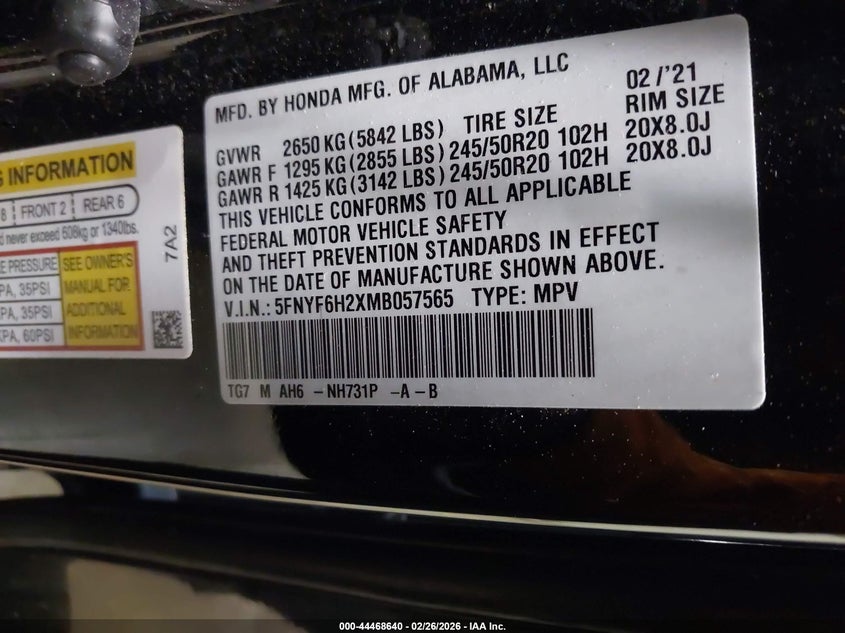 G INFORMATION
8 FRONT 2 REAR 6
d never exceed 608kg or 1340lbs.
E PRESSURE
PA, 35PSI
PA, 35PSI
KPA, 60PSI
SEE OWNER'S
MANUAL FOR
ADDITIONAL
INFORMATION
7A2
MFD. BY HONDA MFG. OF ALABAMA, LLC 02/'21
GVWR 2650 KG (5842 LBS) TIRE SIZE RIM SIZE
GAWR F 1295 KG (2855 LBS) 245/50R20 102H 20X8.0J
GAWR R 1425 KG (3142 LBS) 245/50R20 102H 20X8.0J
THIS VEHICLE CONFORMS TO ALL APPLICABLE
FEDERAL MOTOR VEHICLE SAFETY
AND THEFT PREVENTION STANDARDS IN EFFECT
ON THE DATE OF MANUFACTURE SHOWN ABOVE.
V.I.N.: 5FNYF6H2XMB057565 TYPE: MPV
TG7 M AH6 -NH731P -A -B
000-44468640 - 02/26/2026 - IAA Inc.